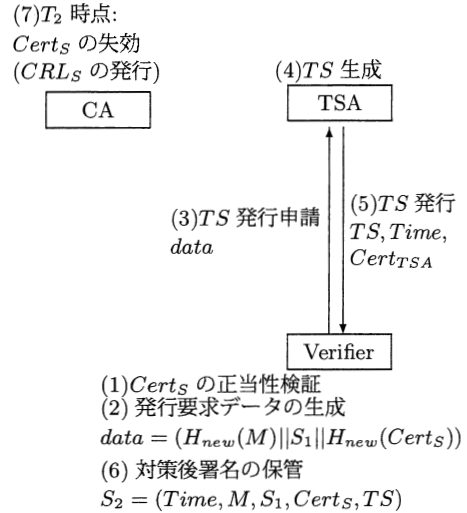 (7)T₂ 時点:
Cert_S の失効
(CRL_S の発行)
(4)TS 生成
CA
TSA
(3)TS 発行申請
data
(5)TS 発行
TS, Time,
Cert_TSA
Verifier
(1)Cert_S の正当性検証
(2) 発行要求データの生成
data = (H_new(M)||S₁||H_new(Cert_S))
(6) 対策後署名の保管
S₂ = (Time, M, S₁, Cert_S, TS)